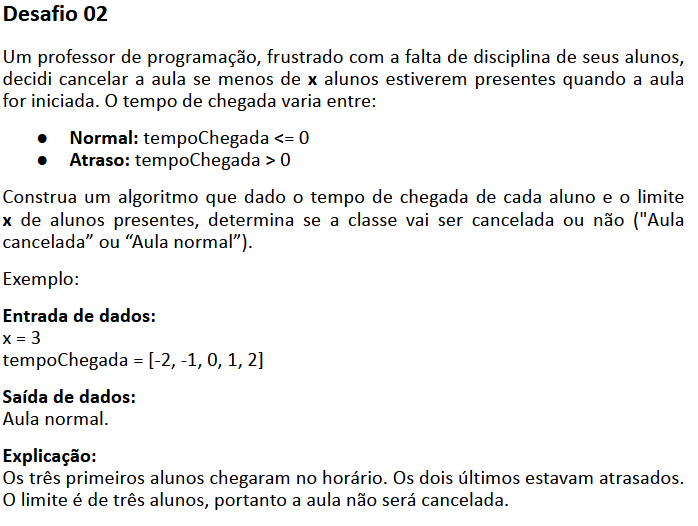 Desafio 02
Um professor de programação, frustrado com a falta de disciplina de seus alunos,
decidi cancelar a aula se menos de x alunos estiverem presentes quando a aula
for iniciada. O tempo de chegada varia entre:
● Normal: tempoChegada <= 0
● Atraso: tempoChegada > 0
Construa um algoritmo que dado o tempo de chegada de cada aluno e o limite
x de alunos presentes, determina se a classe vai ser cancelada ou não ("Aula
cancelada” ou “Aula normal”).
Exemplo:
Entrada de dados:
x = 3
tempoChegada = [-2, -1, 0, 1, 2]
Saída de dados:
Aula normal.
Explicação:
Os três primeiros alunos chegaram no horário. Os dois últimos estavam atrasados.
O limite é de três alunos, portanto a aula não será cancelada.